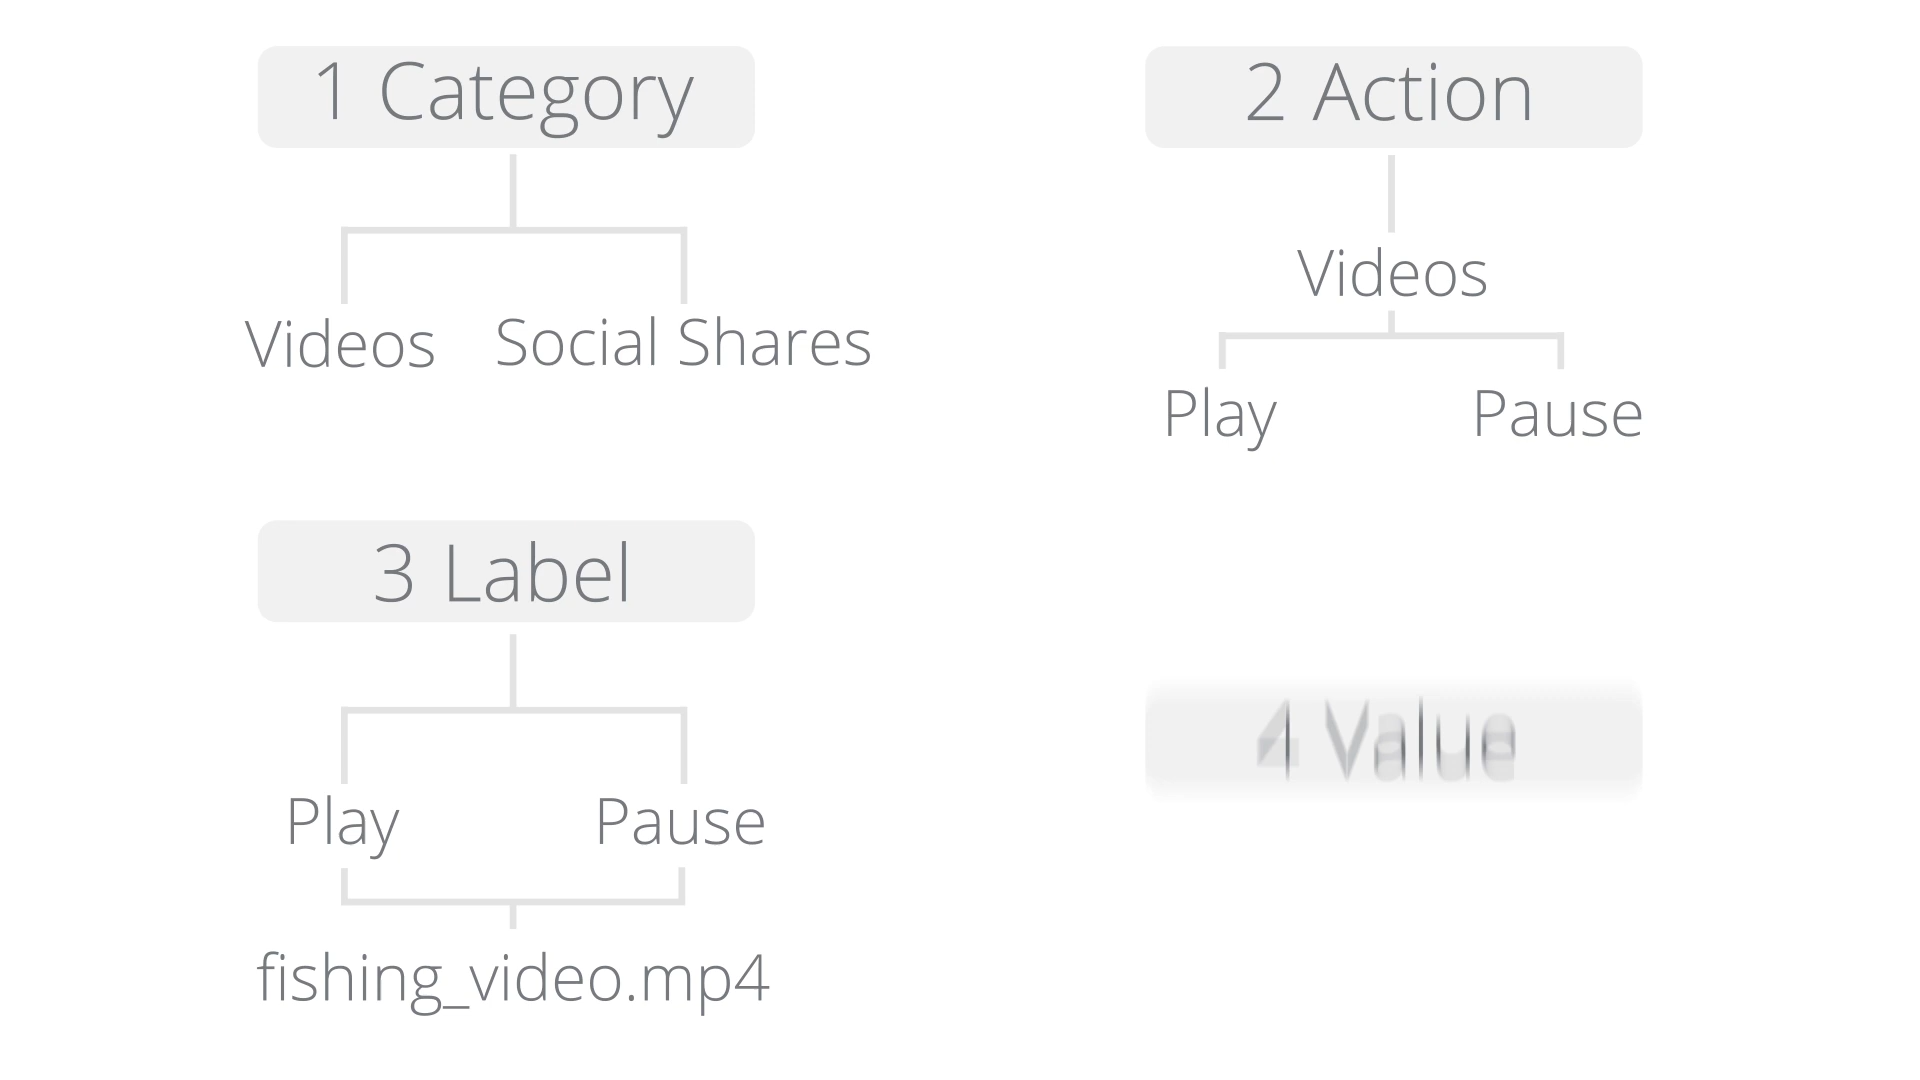 1 Category
2 Action
Videos
Social Shares
Videos
Play
Pause
3 Label
4 Value
Play
Pause
fishing_video.mp4